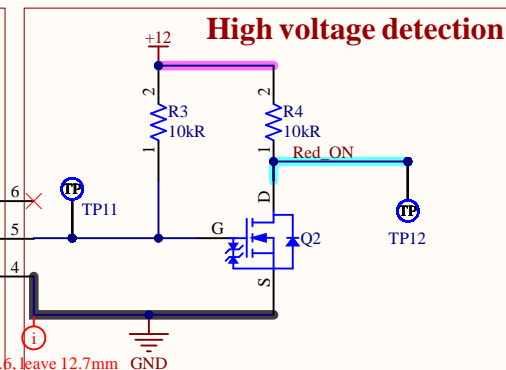 High voltage detection
+12
2
R3
10kR
1
2
R4
10kR
1
Red_ON
TP
TP11
TP
TP12
6
5
4
G
D
S
Q2
i
.6, leave 12.7mm
GND